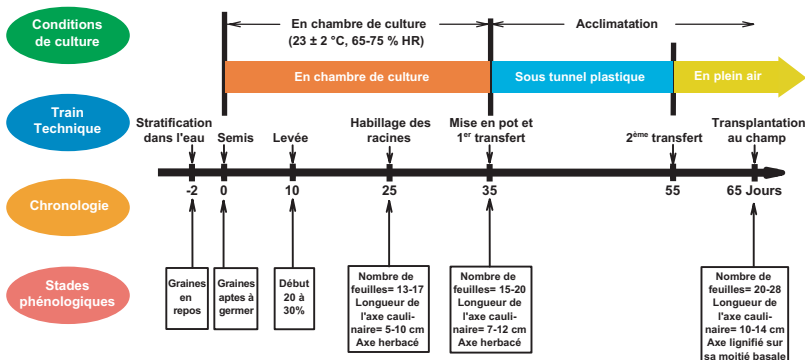 Conditions
de culture
En chambre de culture
(23 ± 2 °C, 65-75 % HR)
Acclimatation
En chambre de culture
Sous tunnel plastique
En plein air
Train
Technique
Stratification
dans l'eau
Semis
Levée
Habillage des
racines
Mise en pot et
1er transfert
2ème transfert
Transplantation
au champ
Chronologie
-2
0
10
25
35
55
65 Jours
Stades
phénologiques
Graines
en
repos
Graines
aptes à
germer
Début
20 à
30%
Nombre de
feuilles= 13-17
Longueur de
l'axe cauli-
naire= 5-10 cm
Axe herbacé
Nombre de
feuilles= 15-20
Longueur de
l'axe cauli-
naire= 7-12 cm
Axe herbacé
Nombre de
feuilles= 20-28
Longueur de
l'axe cauli-
naire= 10-14 cm
Axe lignifié sur
sa moitié basale